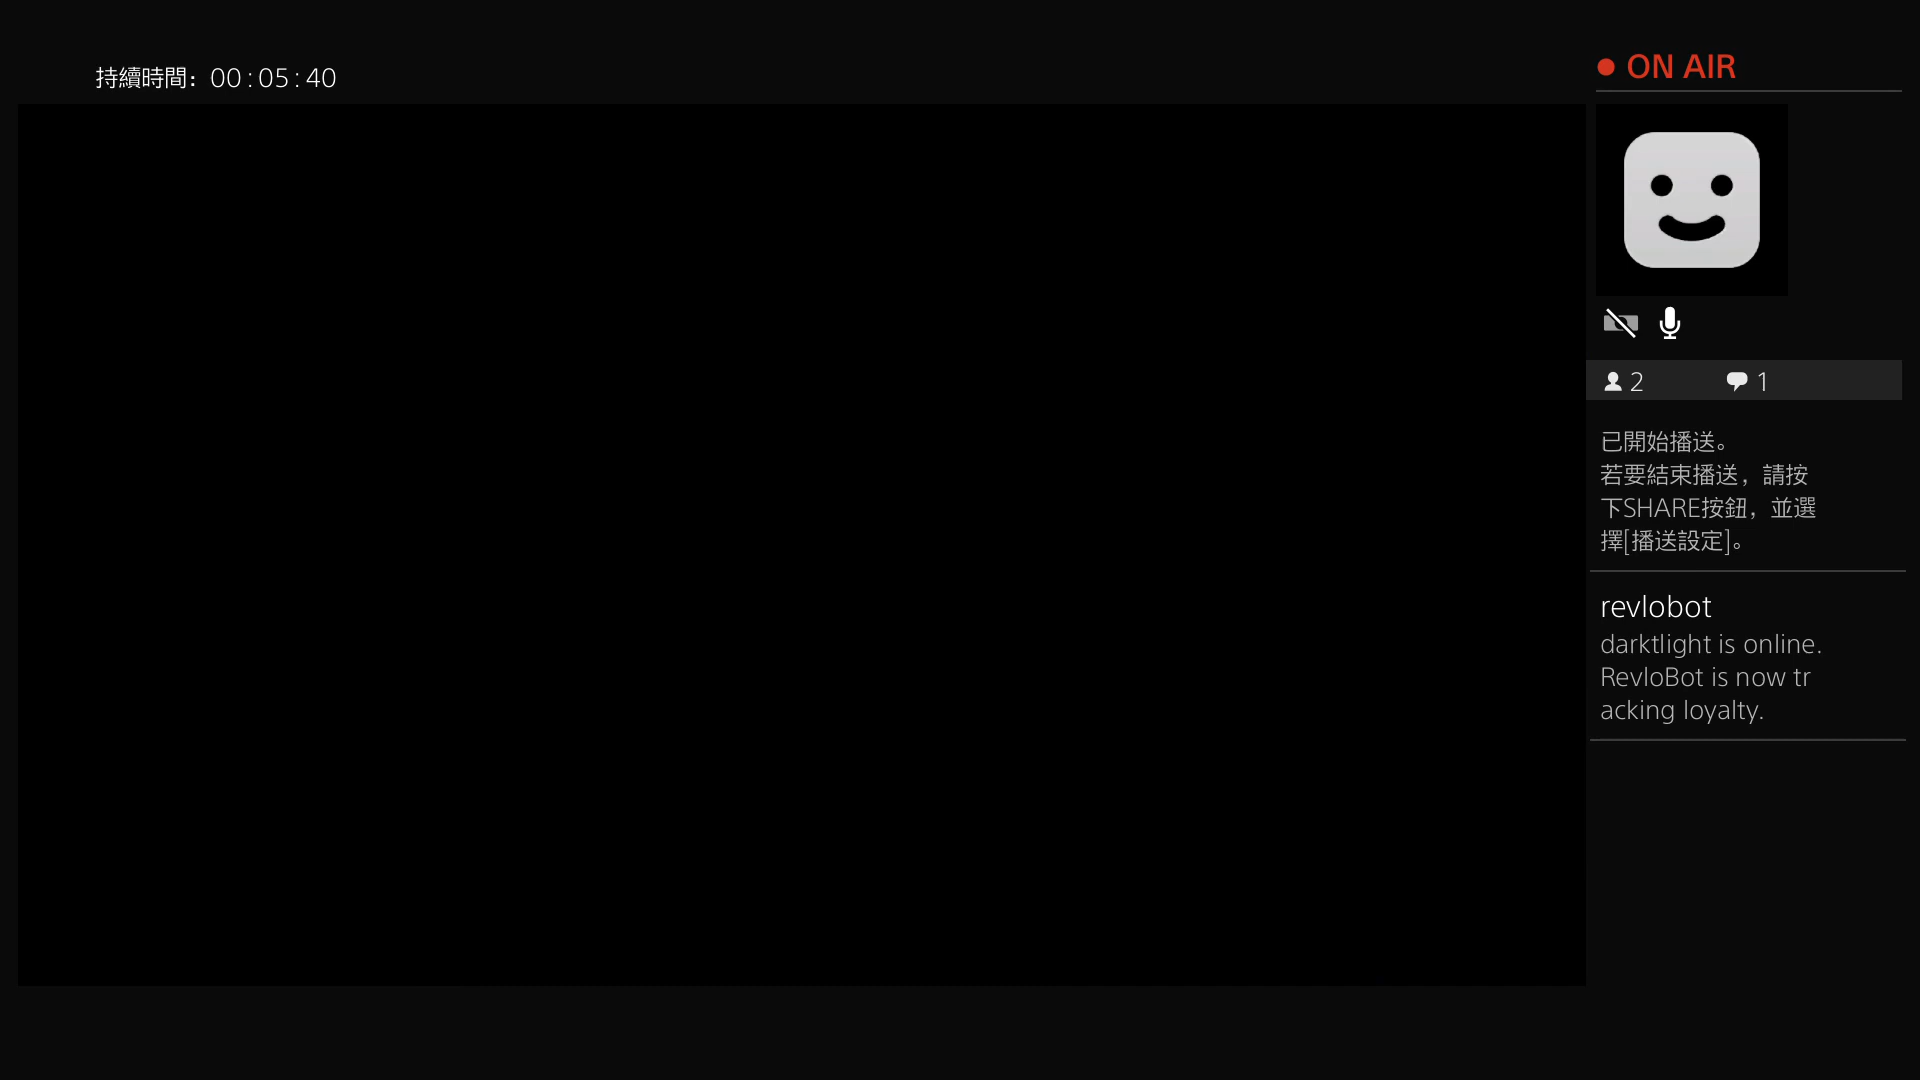 持續時間: 00:05:40
ON AIR
2
1
已開始播送。
若要結束播送，請按
下SHARE按鈕，並選
擇[播送設定]。
revlobot
darktlight is online.
RevloBot is now tr
acking loyalty.